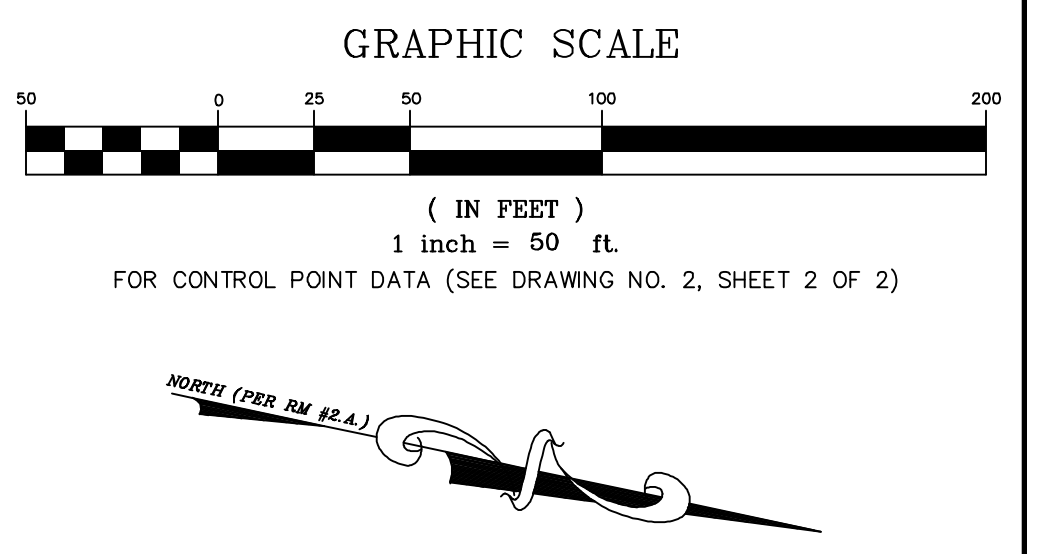 GRAPHIC SCALE
50 0 25 50 100 200
( IN FEET )
1 inch = 50 ft.
FOR CONTROL POINT DATA (SEE DRAWING NO. 2, SHEET 2 OF 2)
NORTH (PER RM #2.A.)
N